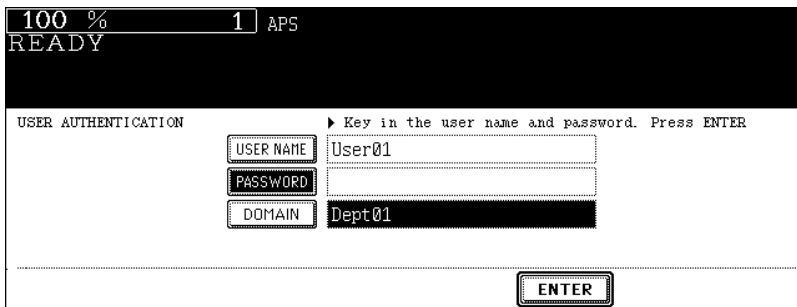 100 % 1 APS
READY
USER AUTHENTICATION ▶ Key in the user name and password. Press ENTER
USER NAME User01
PASSWORD
DOMAIN Dept01
ENTER